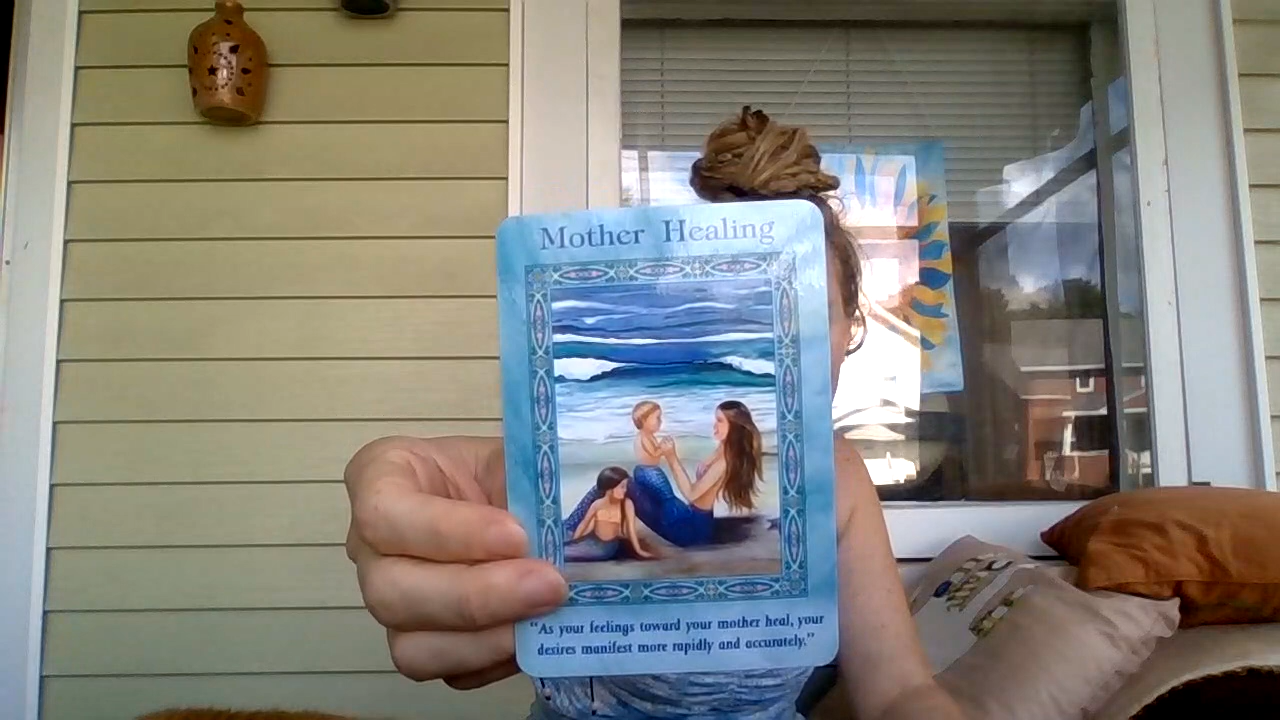 Mother Healing
"As your feelings toward your mother heal, your
desires manifest more rapidly and accurately."